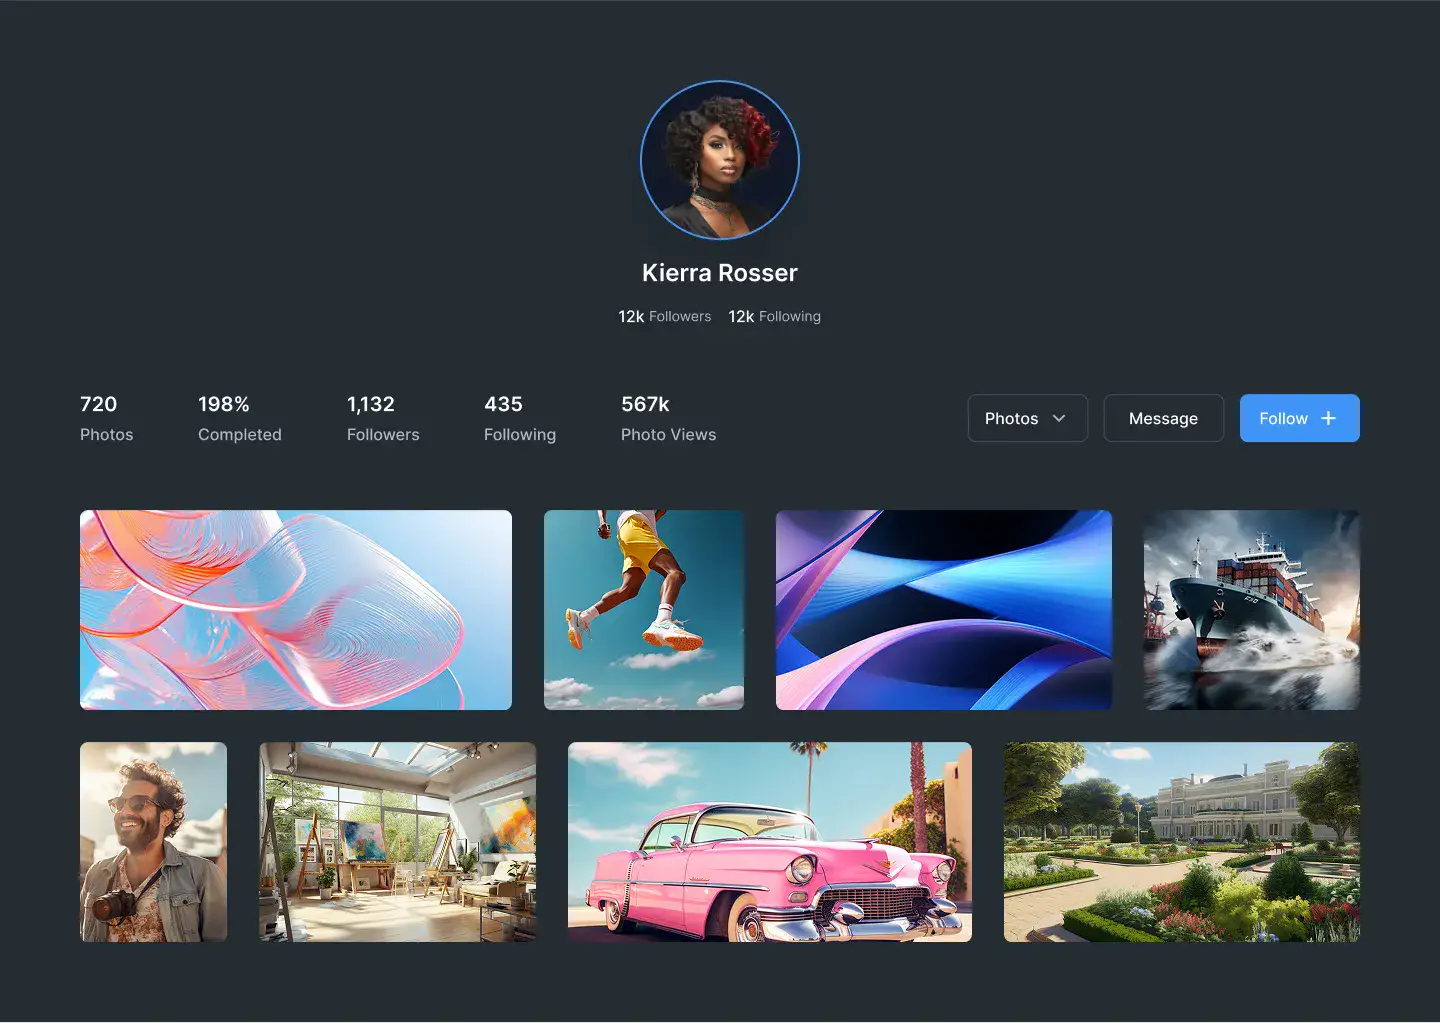 Kierra Rosser
12k Followers 12k Following
720 198% 1,132 435 567k
Photos Completed Followers Following Photo Views
Photos Message Follow